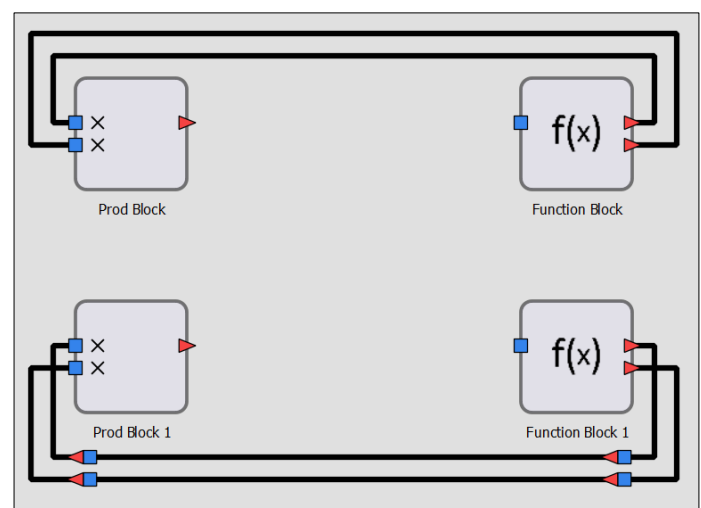 ×
×
f(x)
Prod Block
Function Block
×
×
f(x)
Prod Block 1
Function Block 1